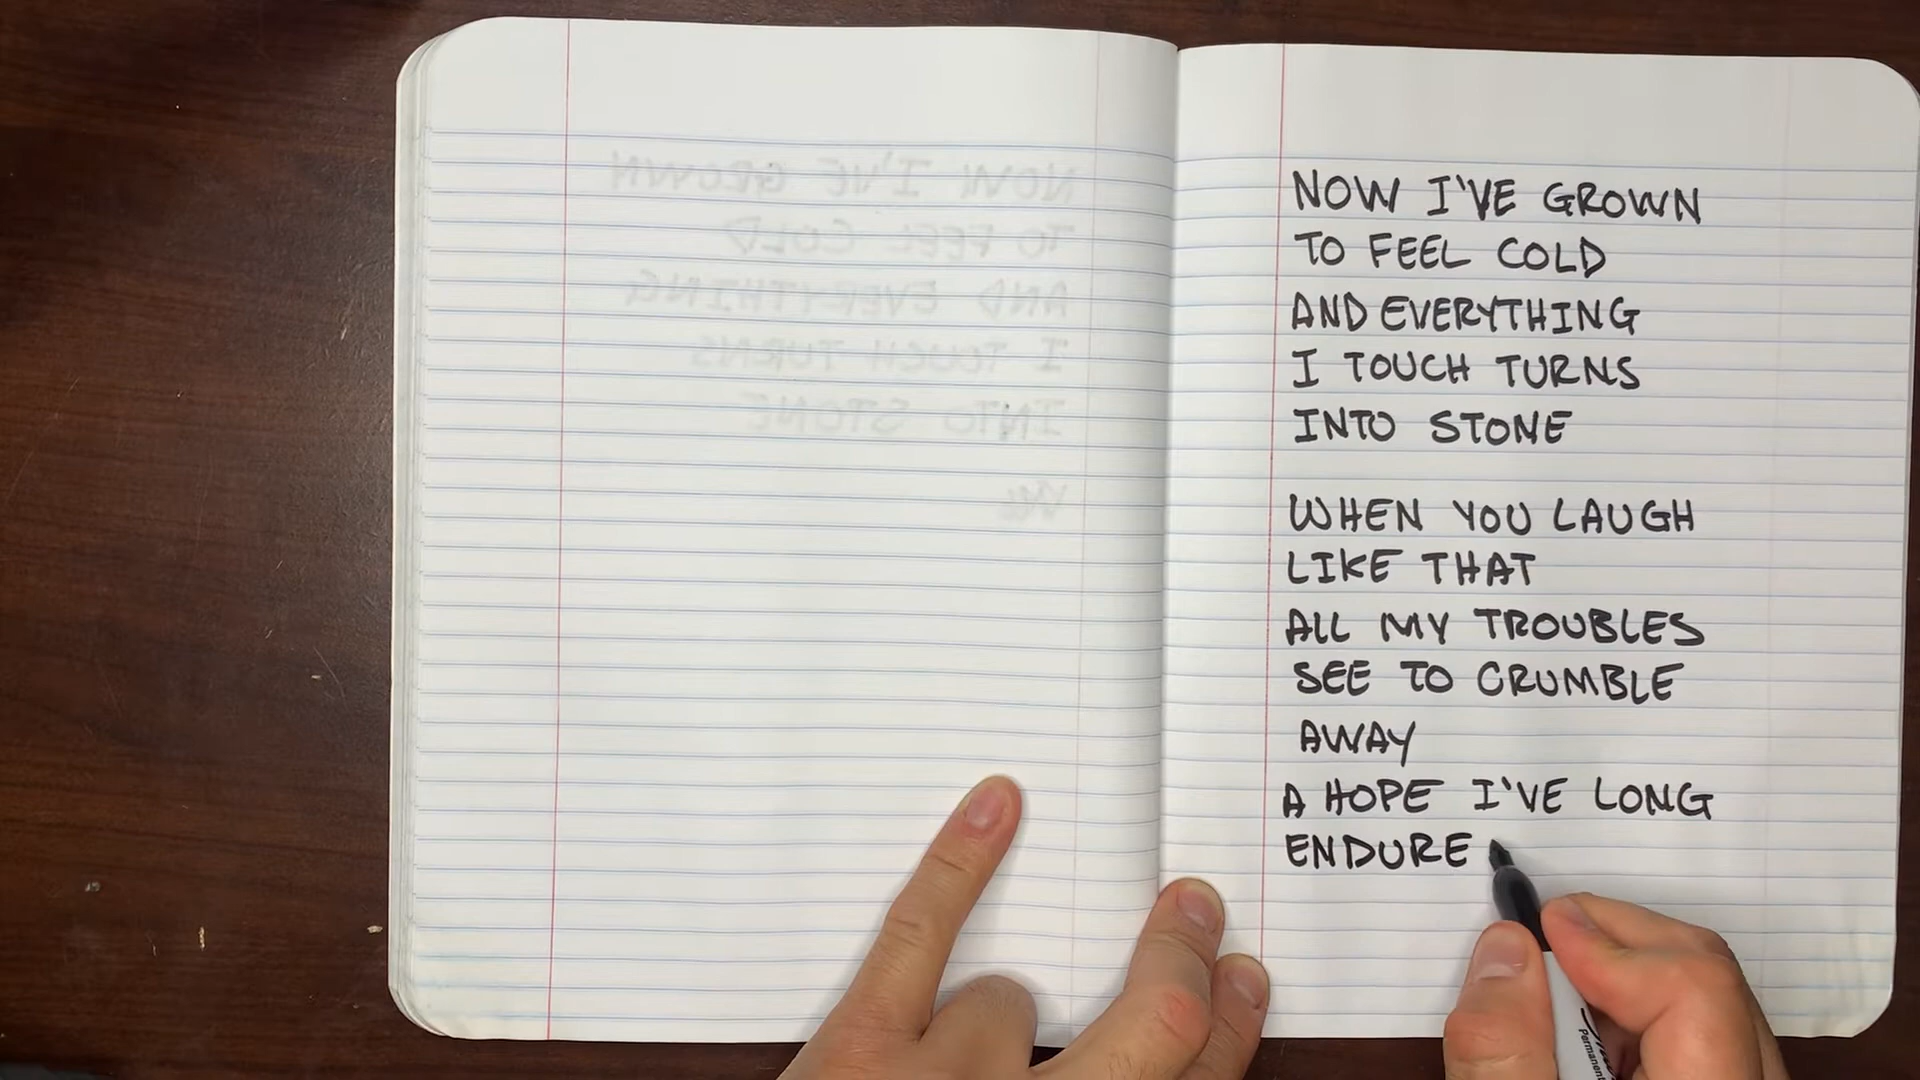 NOW I'VE GROWN
TO FEEL COLD
AND EVERYTHING
I TOUCH TURNS
INTO STONE
WHEN YOU LAUGH
LIKE THAT
ALL MY TROUBLES
SEE TO CRUMBLE
AWAY
A HOPE I'VE LONG
ENDURE
Permanent